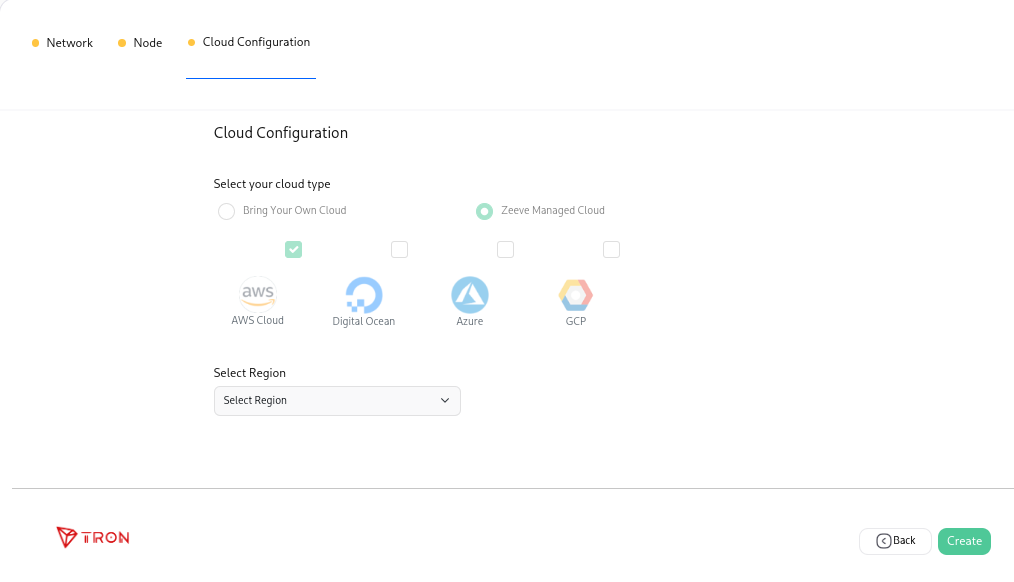 Network
Node
Cloud Configuration
Cloud Configuration
Select your cloud type
Bring Your Own Cloud
Zeeve Managed Cloud
aws
AWS Cloud
Digital Ocean
Azure
GCP
Select Region
Select Region
TRON
Back
Create